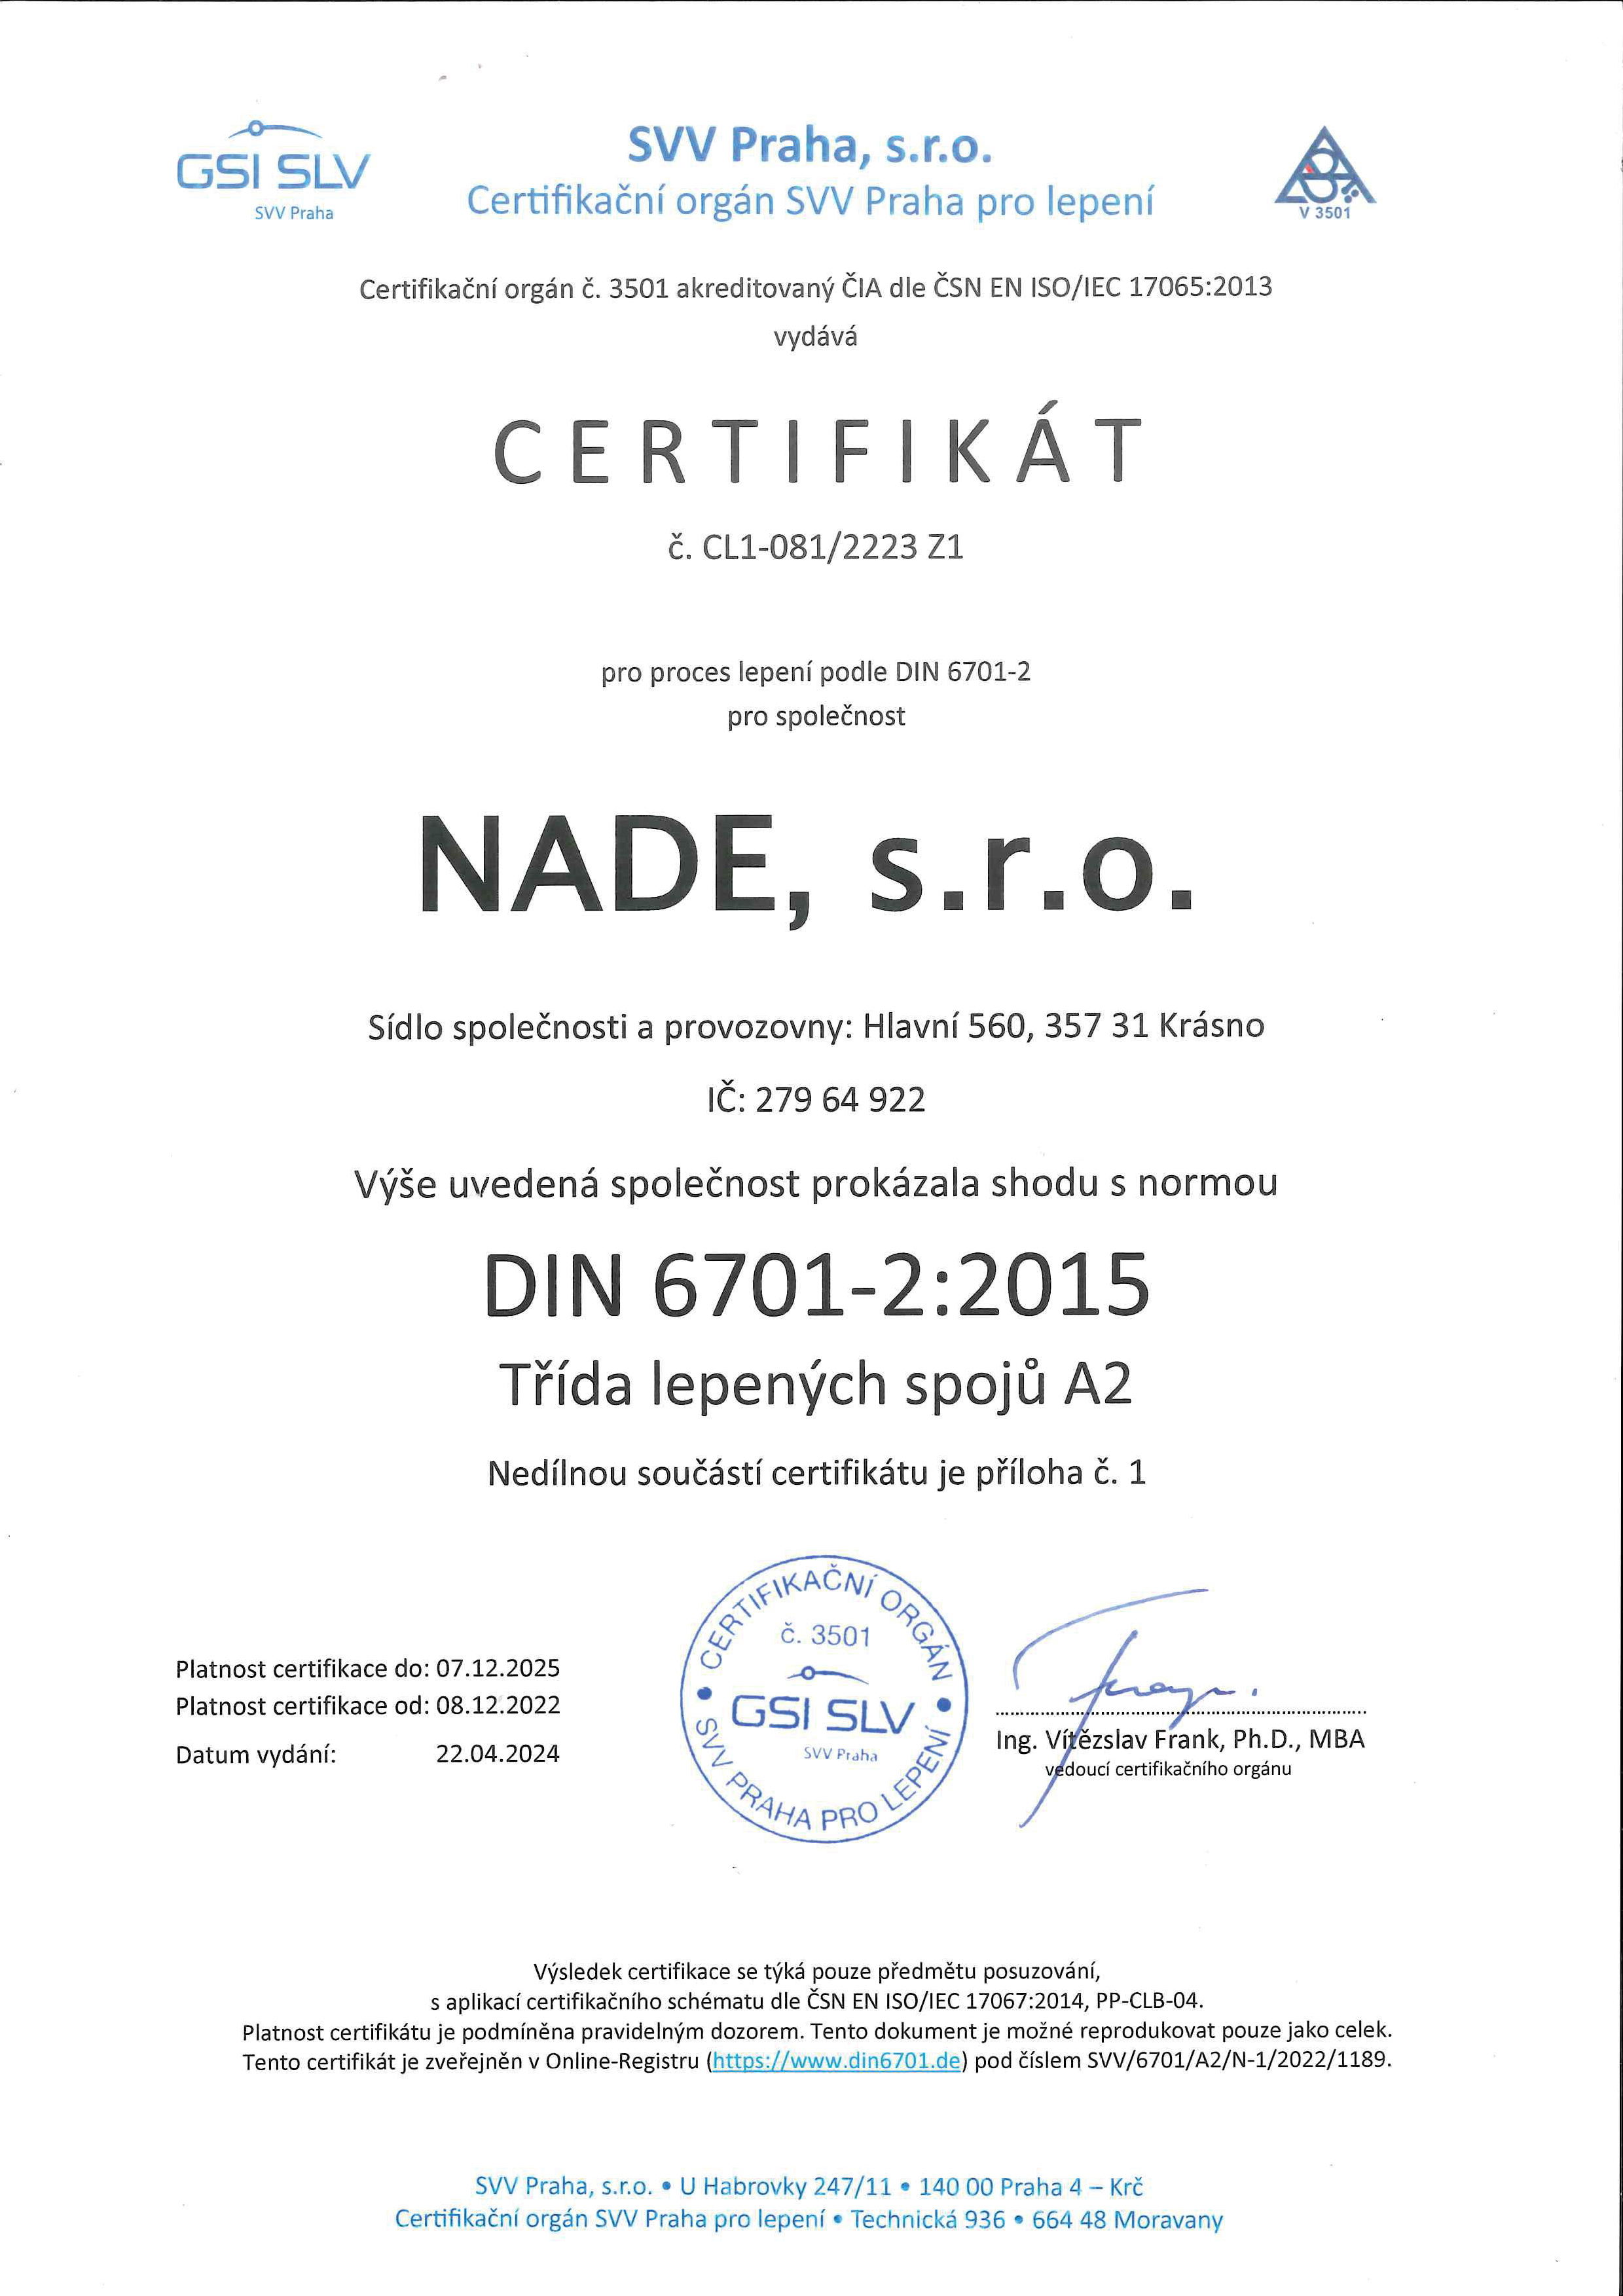 GSI SLV
SVV Praha
SVV Praha, s.r.o.
Certifikační orgán SVV Praha pro lepení
V 3501
Certifikační orgán č. 3501 akreditovaný ČIA dle ČSN EN ISO/IEC 17065:2013
vydává
CERTIFIKÁT
č. CL1-081/2223 Z1
pro proces lepení podle DIN 6701-2
pro společnost
NADE, s.r.o.
Sídlo společnosti a provozovny: Hlavní 560, 357 31 Krásno
IČ: 279 64 922
Výše uvedená společnost prokázala shodu s normou
DIN 6701-2:2015
Třída lepených spojů A2
Nedílnou součástí certifikátu je příloha č. 1
Platnost certifikace do: 07.12.2025
Platnost certifikace od: 08.12.2022
Datum vydání: 22.04.2024
• CERTIFIKAČNÍ ORGÁN •
č. 3501
GSI SLV
SVV Praha
SVV PRAHA PRO LEPENÍ
Ing. Vítězslav Frank, Ph.D., MBA
vedoucí certifikačního orgánu
Výsledek certifikace se týká pouze předmětu posuzování,
s aplikací certifikačního schématu dle ČSN EN ISO/IEC 17067:2014, PP-CLB-04.
Platnost certifikátu je podmíněna pravidelným dozorem. Tento dokument je možné reprodukovat pouze jako celek.
Tento certifikát je zveřejněn v Online-Registru (https://www.din6701.de) pod číslem SVV/6701/A2/N-1/2022/1189.
SVV Praha, s.r.o. • U Habrovky 247/11 • 140 00 Praha 4 – Krč
Certifikační orgán SVV Praha pro lepení • Technická 936 • 664 48 Moravany